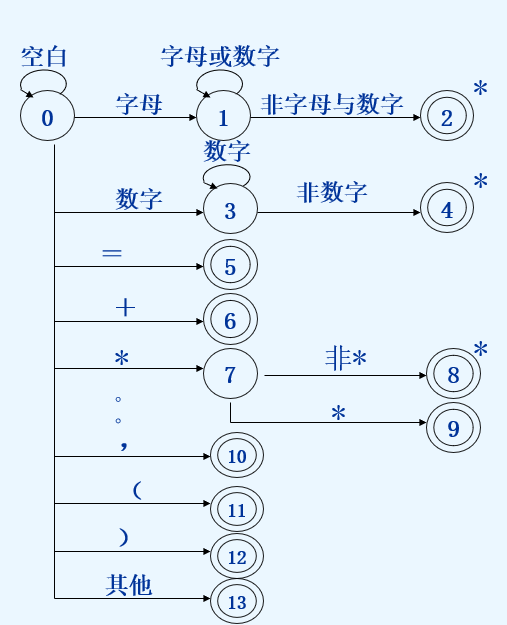 空白 字母或数字
0 字母 1 非字母与数字 2 *
数字
数字 3 非数字 4 *
= 5
+ 6
* 7 非* 8 *
。
。 * 9
, 10
( 11
) 12
其他 13